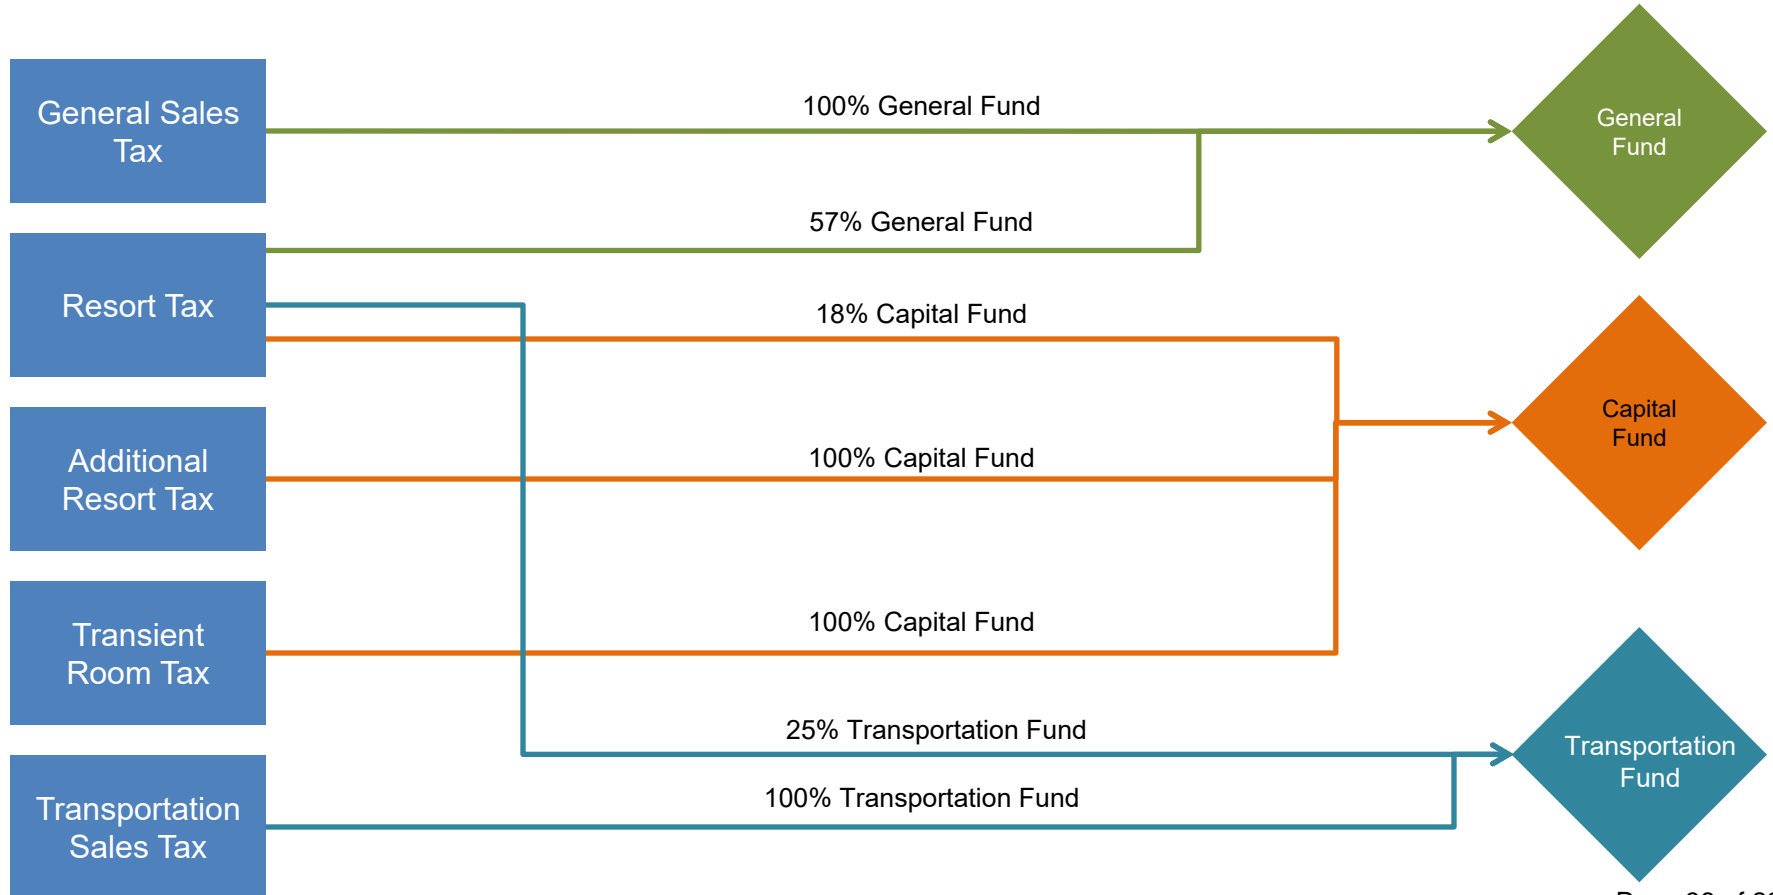 General Sales
Tax
100% General Fund
General
Fund
57% General Fund
Resort Tax
18% Capital Fund
Capital
Fund
Additional
Resort Tax
100% Capital Fund
Transient
Room Tax
100% Capital Fund
25% Transportation Fund
Transportation
Fund
100% Transportation Fund
Transportation
Sales Tax